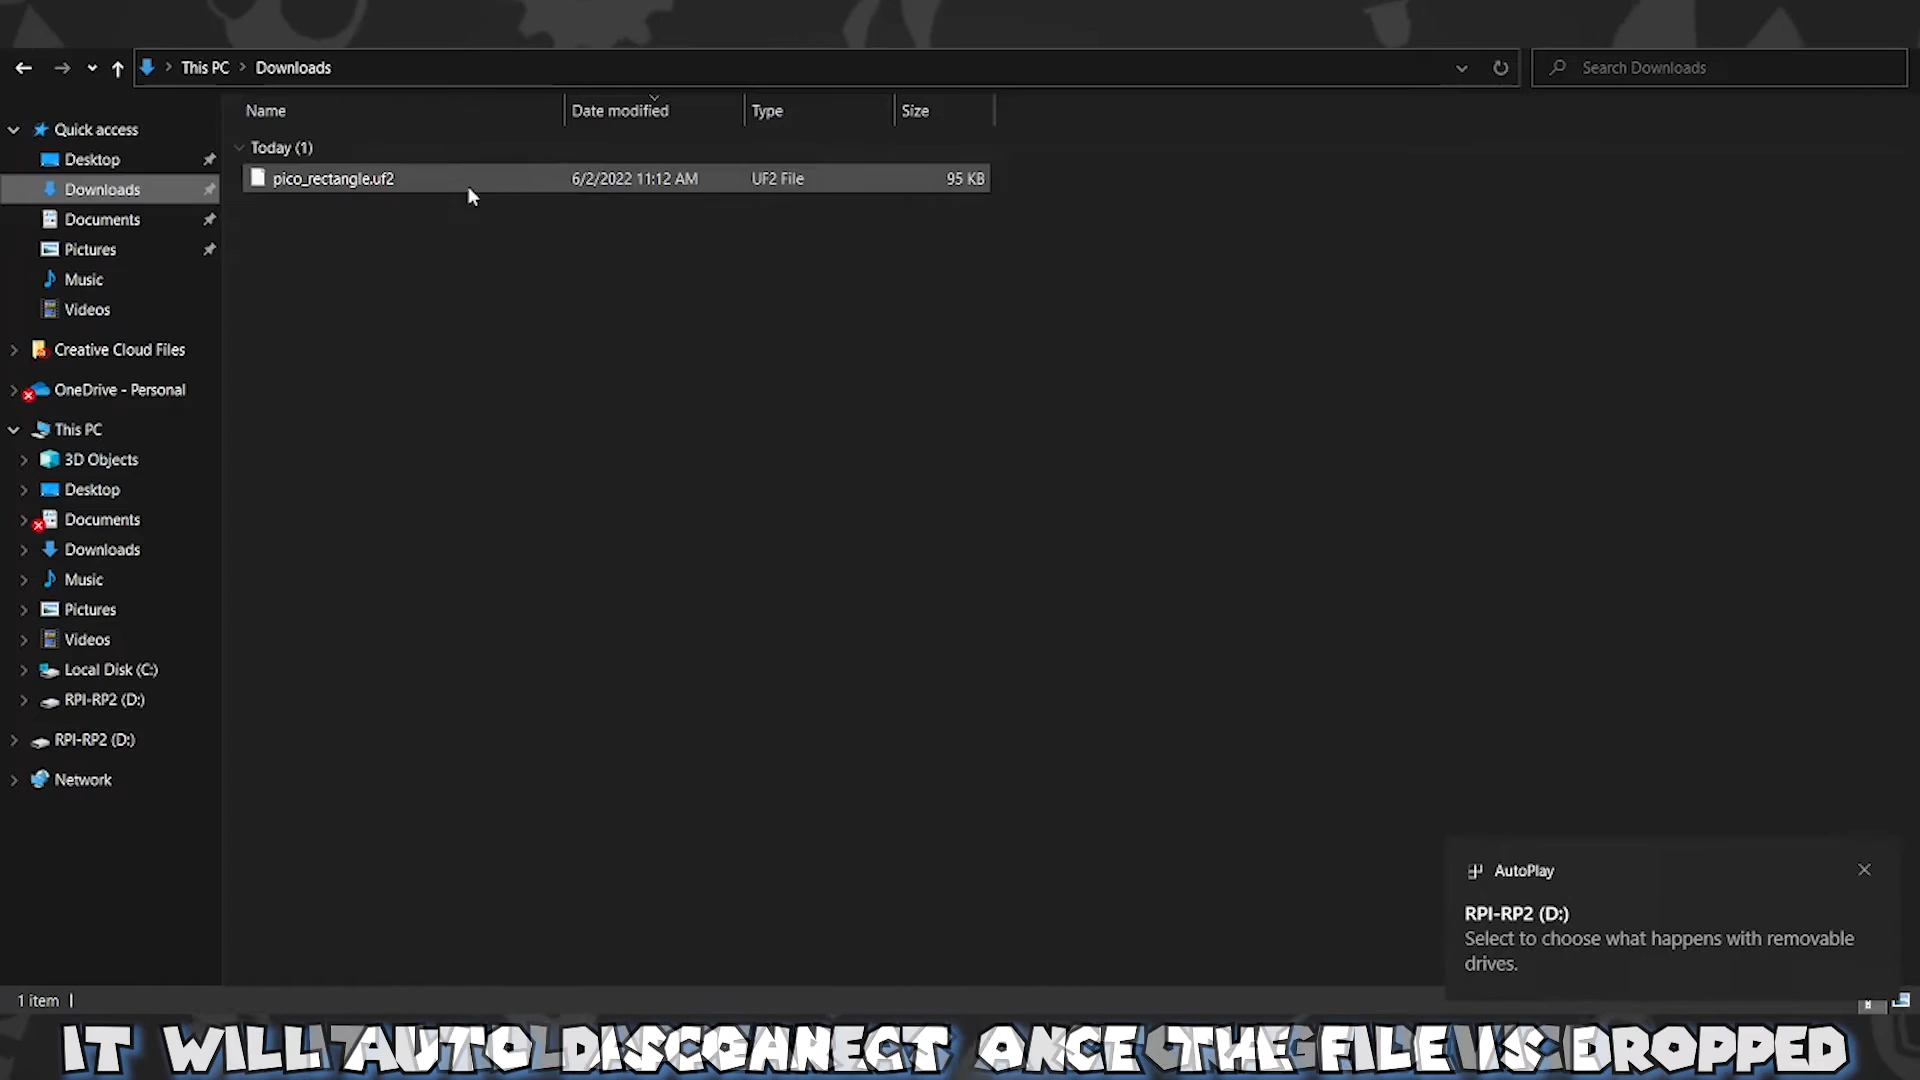 This PC > Downloads
Search Downloads
Name Date modified Type Size
Today (1)
pico_rectangle.uf2 6/2/2022 11:12 AM UF2 File 95 KB
Quick access
Desktop
Downloads
Documents
Pictures
Music
Videos
Creative Cloud Files
OneDrive - Personal
This PC
3D Objects
Desktop
Documents
Downloads
Music
Pictures
Videos
Local Disk (C:)
RPI-RP2 (D:)
RPI-RP2 (D:)
Network
AutoPlay
RPI-RP2 (D:)
Select to choose what happens with removable
drives.
1 item
IT WILL AUTO DISCONNECT ONCE THE FILE IS DROPPED